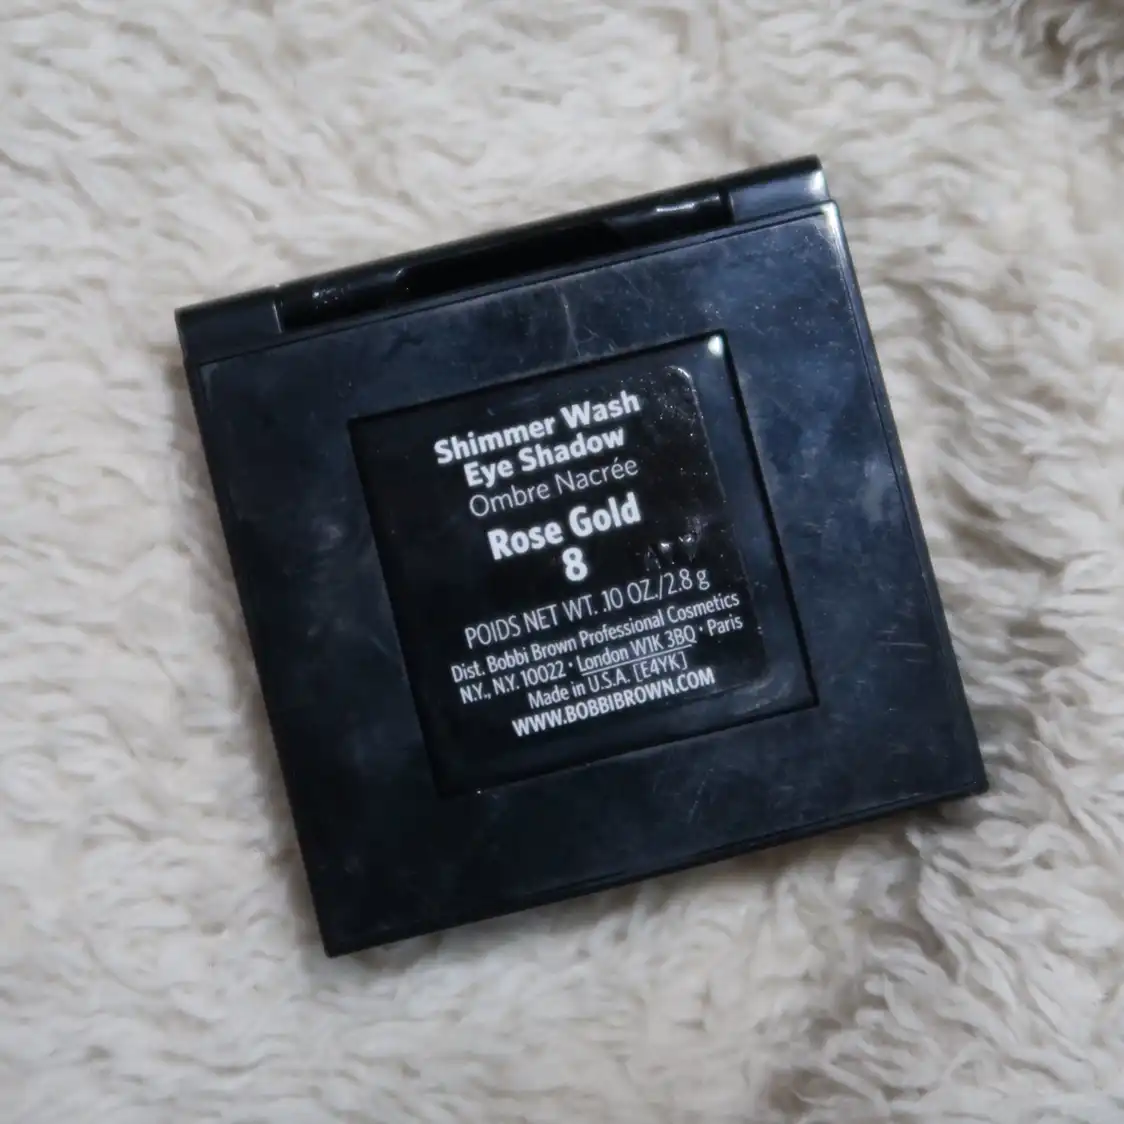 Shimmer Wash
Eye Shadow
Ombre Nacrée
Rose Gold
8
POIDS NET WT. .10 OZ./2.8 g
Dist. Bobbi Brown Professional Cosmetics
N.Y., N.Y. 10022 · London W1K 3BQ · Paris
Made in U.S.A. [E4YK]
WWW.BOBBIBROWN.COM